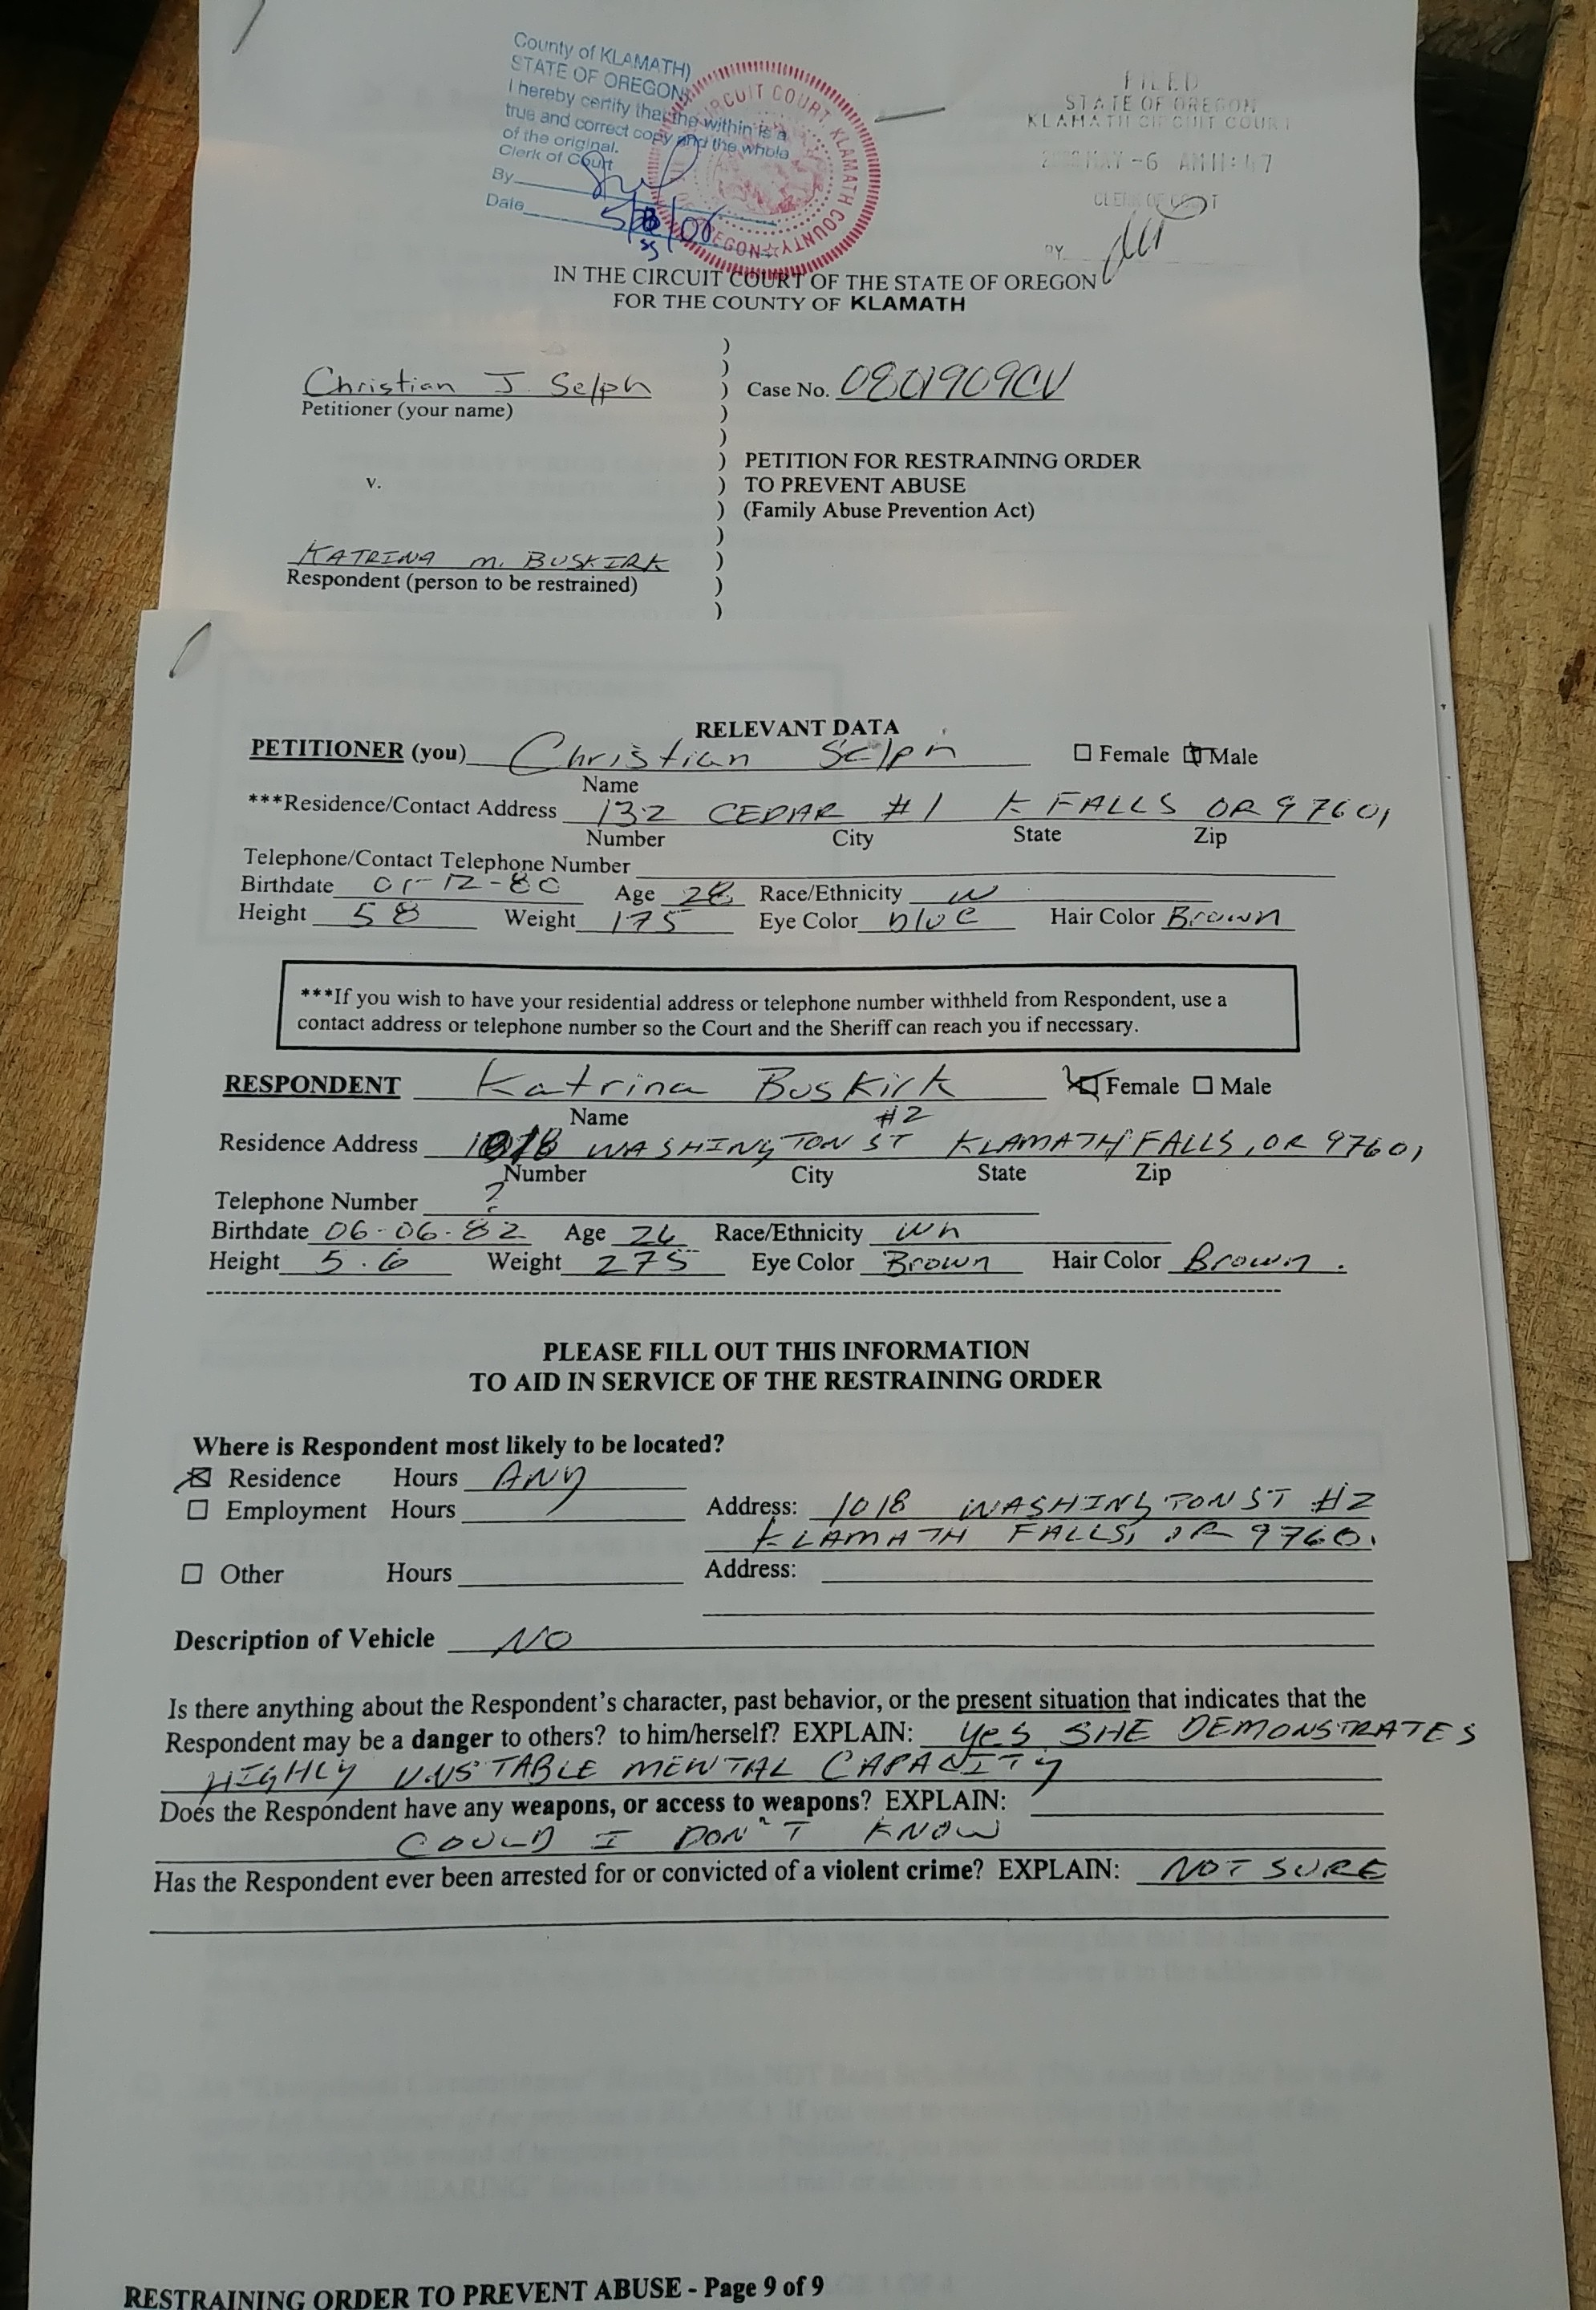 County of KLAMATH)
STATE OF OREGON)
I hereby certify that the within is a
true and correct copy and the whole
of the original.
Clerk of Court
By
Date 5/8/08
ss
CIRCUIT COURT KLAMATH COUNTY OREGON
FILED
STATE OF OREGON
KLAMATH CIRCUIT COURT
MAY -6 AM 11:
CLERK OF COURT
BY
IN THE CIRCUIT COURT OF THE STATE OF OREGON
FOR THE COUNTY OF KLAMATH
Christian J. Selph ) Case No. 0801909CV
Petitioner (your name)
) PETITION FOR RESTRAINING ORDER
v. ) TO PREVENT ABUSE
) (Family Abuse Prevention Act)
KATRINA M. BUSKIRK )
Respondent (person to be restrained) )
RELEVANT DATA
PETITIONER (you) Christian Selph ☐ Female ☒ Male
Name
***Residence/Contact Address 132 CEDAR #1 K FALLS OR 97601
Number City State Zip
Telephone/Contact Telephone Number
Birthdate 01-12-80 Age 28 Race/Ethnicity W
Height 58 Weight 175 Eye Color blue Hair Color Brown
***If you wish to have your residential address or telephone number withheld from Respondent, use a
contact address or telephone number so the Court and the Sheriff can reach you if necessary.
RESPONDENT Katrina Buskirk ☒ Female ☐ Male
Name #2
Residence Address 1018 WASHINGTON ST KLAMATH FALLS, OR 97601
Number City State Zip
Telephone Number ?
Birthdate 06-06-82 Age 26 Race/Ethnicity Wh
Height 5.6 Weight 275 Eye Color Brown Hair Color Brown.
PLEASE FILL OUT THIS INFORMATION
TO AID IN SERVICE OF THE RESTRAINING ORDER
Where is Respondent most likely to be located?
☒ Residence Hours ANY
☐ Employment Hours Address: 1018 WASHINGTON ST #2
KLAMATH FALLS, OR 9760.
☐ Other Hours Address:
Description of Vehicle NO
Is there anything about the Respondent's character, past behavior, or the present situation that indicates that the
Respondent may be a danger to others? to him/herself? EXPLAIN: yes SHE DEMONSTRATES
HIGHLY UNSTABLE MENTAL CAPACITY
Does the Respondent have any weapons, or access to weapons? EXPLAIN:
COULD I DON'T KNOW
Has the Respondent ever been arrested for or convicted of a violent crime? EXPLAIN: NOT SURE
RESTRAINING ORDER TO PREVENT ABUSE - Page 9 of 9